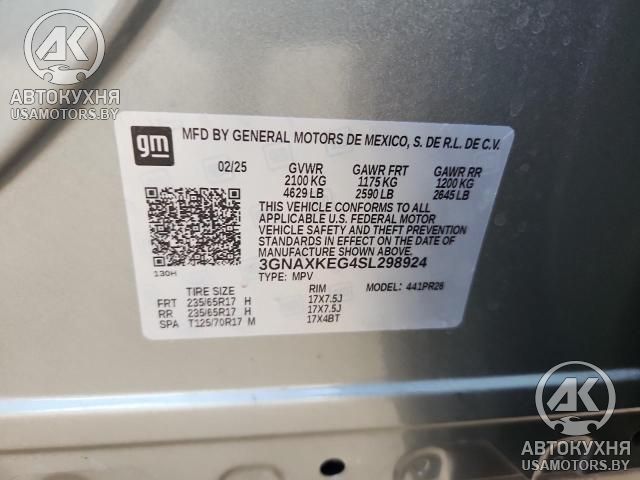 AK
АВТОКУХНЯ
USAMOTORS.BY
gm
MFD BY GENERAL MOTORS DE MEXICO, S. DE R.L. DE C.V.
02/25 GVWR GAWR FRT GAWR RR
2100 KG 1175 KG 1200 KG
4629 LB 2590 LB 2645 LB
THIS VEHICLE CONFORMS TO ALL
APPLICABLE U.S. FEDERAL MOTOR
VEHICLE SAFETY AND THEFT
PREVENTION STANDARDS IN EFFECT ON
THE DATE OF MANUFACTURE SHOWN ABOVE.
3GNAXKEG4SL298924
130H
TYPE: MPV MODEL: 441PR26
TIRE SIZE RIM
FRT 235/65R17 H 17X7.5J
RR 235/65R17 H 17X7.5J
SPA T125/70R17 M 17X4BT
AK
АВТОКУХНЯ
USAMOTORS.BY